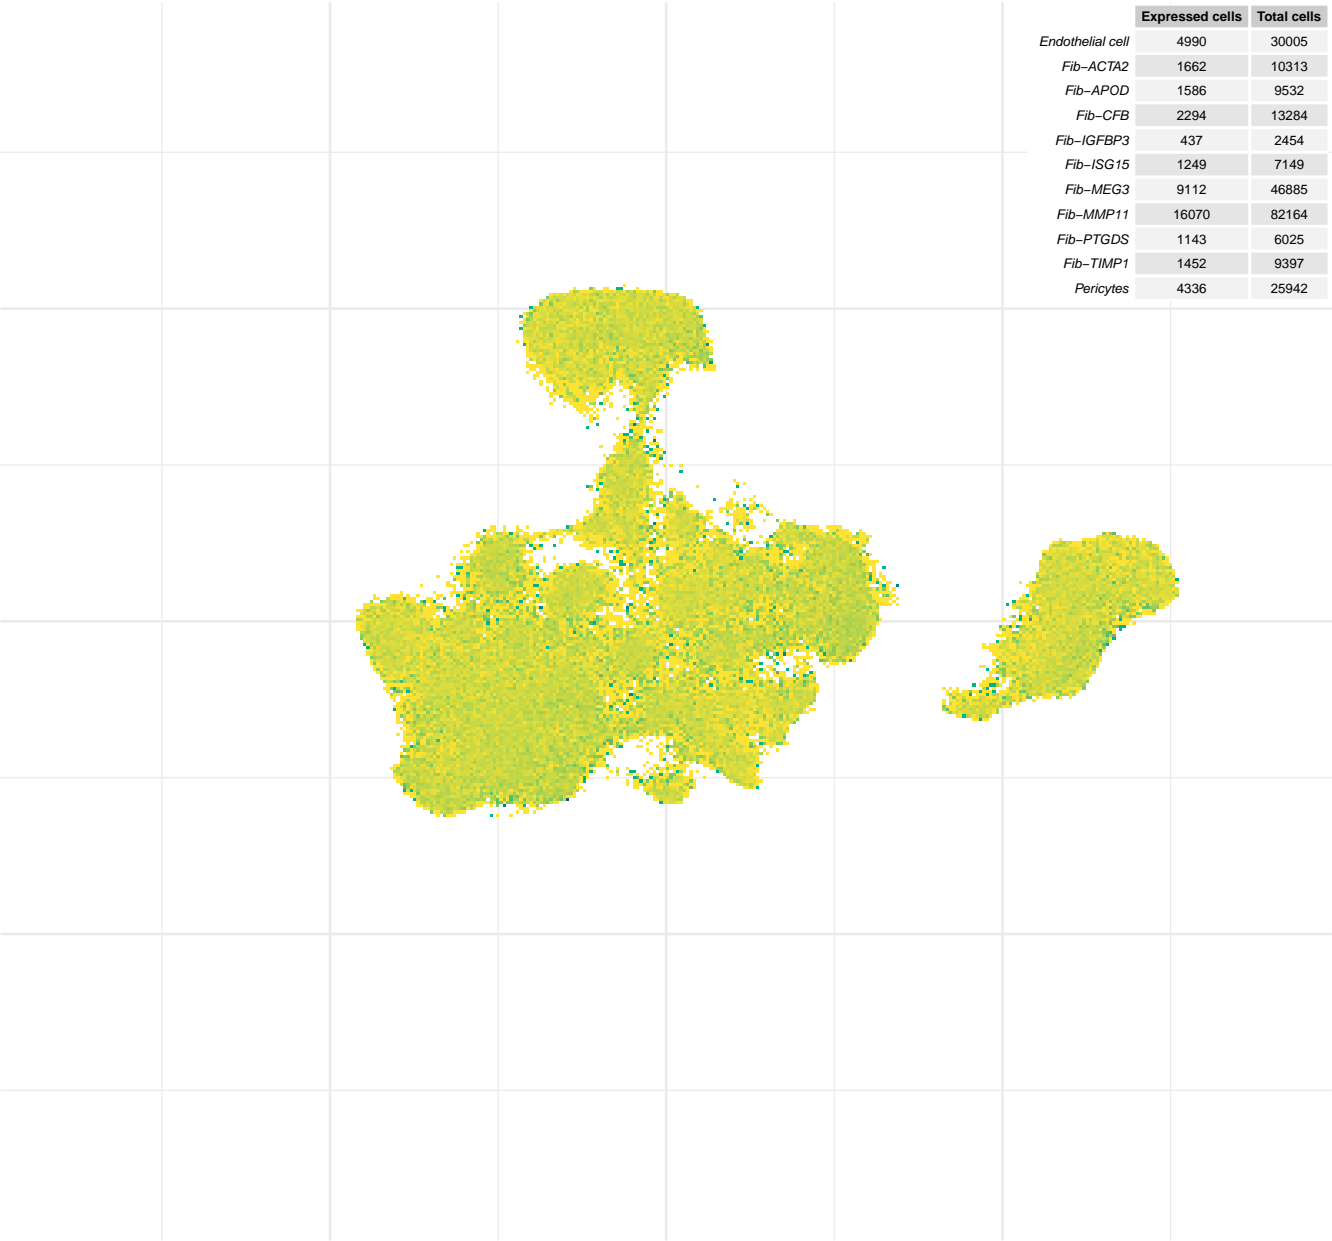 Expressed cells Total cells
Endothelial cell 4990 30005
Fib−ACTA2 1662 10313
Fib−APOD 1586 9532
Fib−CFB 2294 13284
Fib−IGFBP3 437 2454
Fib−ISG15 1249 7149
Fib−MEG3 9112 46885
Fib−MMP11 16070 82164
Fib−PTGDS 1143 6025
Fib−TIMP1 1452 9397
Pericytes 4336 25942